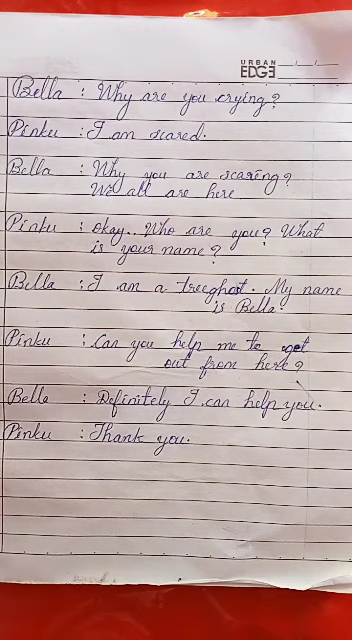 URBAN
EDGE
Bella : Why are you crying?
Pinku : I am scared.
Bella : Why you are scaring?
We all are here
Pinku : okay.. Who are you? What
is your name?
Bella : I am a treeghost. My name
is Bella.
Pinku : Can you help me to get
out from here?
Bella : Definitely I can help you.
Pinku : Thank you.